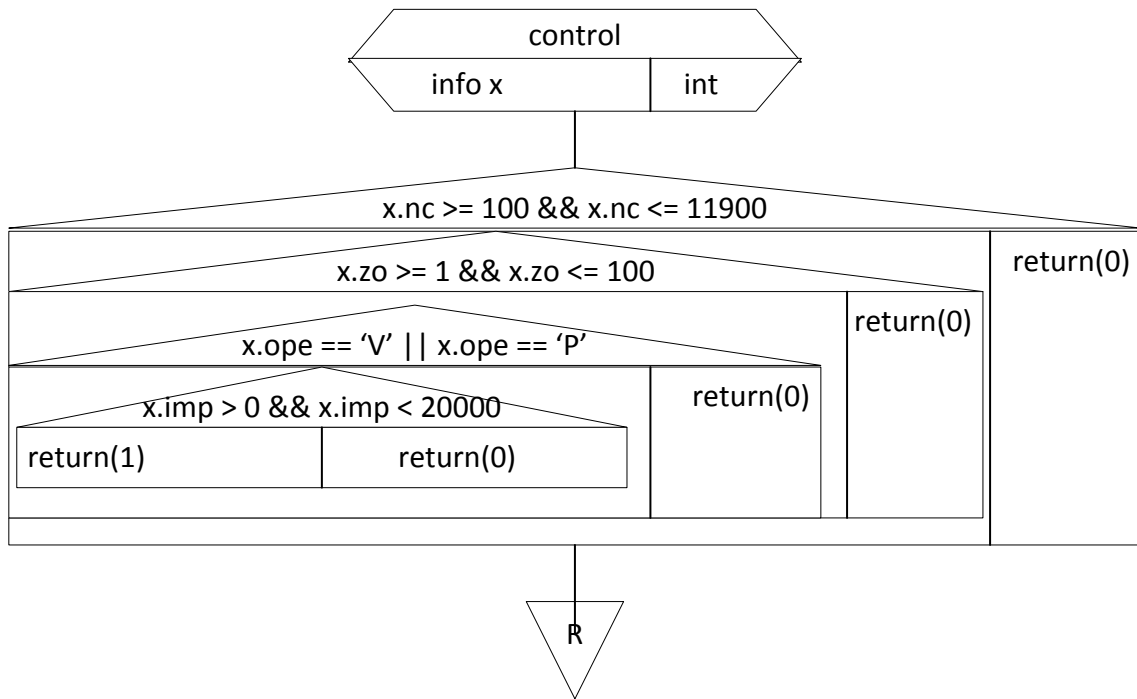 control
info x int
x.nc >= 100 && x.nc <= 11900
return(0)
x.zo >= 1 && x.zo <= 100
return(0)
x.ope == ‘V’ || x.ope == ‘P’
return(0)
x.imp > 0 && x.imp < 20000
return(1) return(0)
R